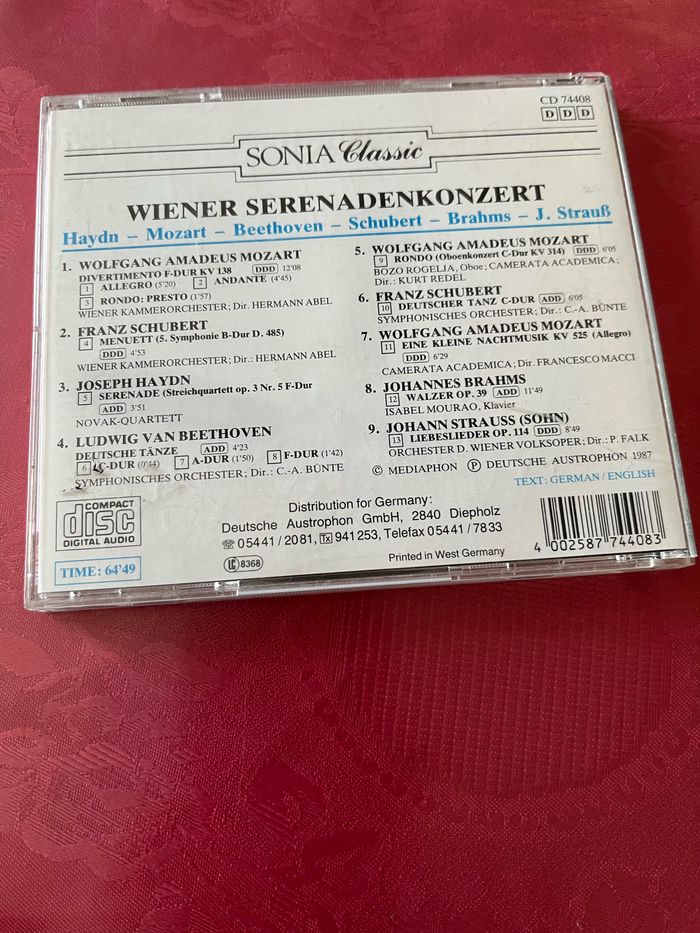 CD 74408
D D D
SONIA Classic
WIENER SERENADENKONZERT
Haydn – Mozart – Beethoven – Schubert – Brahms – J. Strauß
1. WOLFGANG AMADEUS MOZART
DIVERTIMENTO F-DUR KV 138 DDD 12'08
1 ALLEGRO (5'20) 2 ANDANTE (4'45)
3 RONDO: PRESTO (1'57)
WIENER KAMMERORCHESTER; Dir. HERMANN ABEL
2. FRANZ SCHUBERT
4 MENUETT (5. Symphonie B-Dur D. 485)
DDD 4'53
WIENER KAMMERORCHESTER; Dir.: HERMANN ABEL
3. JOSEPH HAYDN
5 SERENADE (Streichquartett op. 3 Nr. 5 F-Dur
ADD 3'51
NOVAK-QUARTETT
4. LUDWIG VAN BEETHOVEN
DEUTSCHE TÄNZE ADD 4'23
6 C-DUR (0'44) 7 A-DUR (1'50) 8 F-DUR (1'42)
SYMPHONISCHES ORCHESTER; Dir.: C.-A. BÜNTE
5. WOLFGANG AMADEUS MOZART
9 RONDO (Oboenkonzert C-Dur KV 314) DDD 6'05
BOZO ROGELJA, Oboe; CAMERATA ACADEMICA;
Dir.: KURT REDEL
6. FRANZ SCHUBERT
10 DEUTSCHER TANZ C-DUR ADD 6'05
SYMPHONISCHES ORCHESTER; Dir.: C.-A. BÜNTE
7. WOLFGANG AMADEUS MOZART
11 EINE KLEINE NACHTMUSIK KV 525 (Allegro)
DDD 6'29
CAMERATA ACADEMICA; Dir.: FRANCESCO MACCI
8 JOHANNES BRAHMS
12 WALZER OP. 39 ADD 11'49
ISABEL MOURAO, Klavier
9. JOHANN STRAUSS (SOHN)
13 LIEBESLIEDER OP. 114 DDD 8'49
ORCHESTER D. WIENER VOLKSOPER; Dir.: P. FALK
© MEDIAPHON ℗ DEUTSCHE AUSTROPHON 1987
TEXT: GERMAN / ENGLISH
COMPACT
disc
DIGITAL AUDIO
TIME: 64'49
Distribution for Germany:
Deutsche Austrophon GmbH, 2840 Diepholz
☏ 05441 / 2081, Tx 941 253, Telefax 05441 / 7833
LC 8368
Printed in West Germany
4 002587 744083